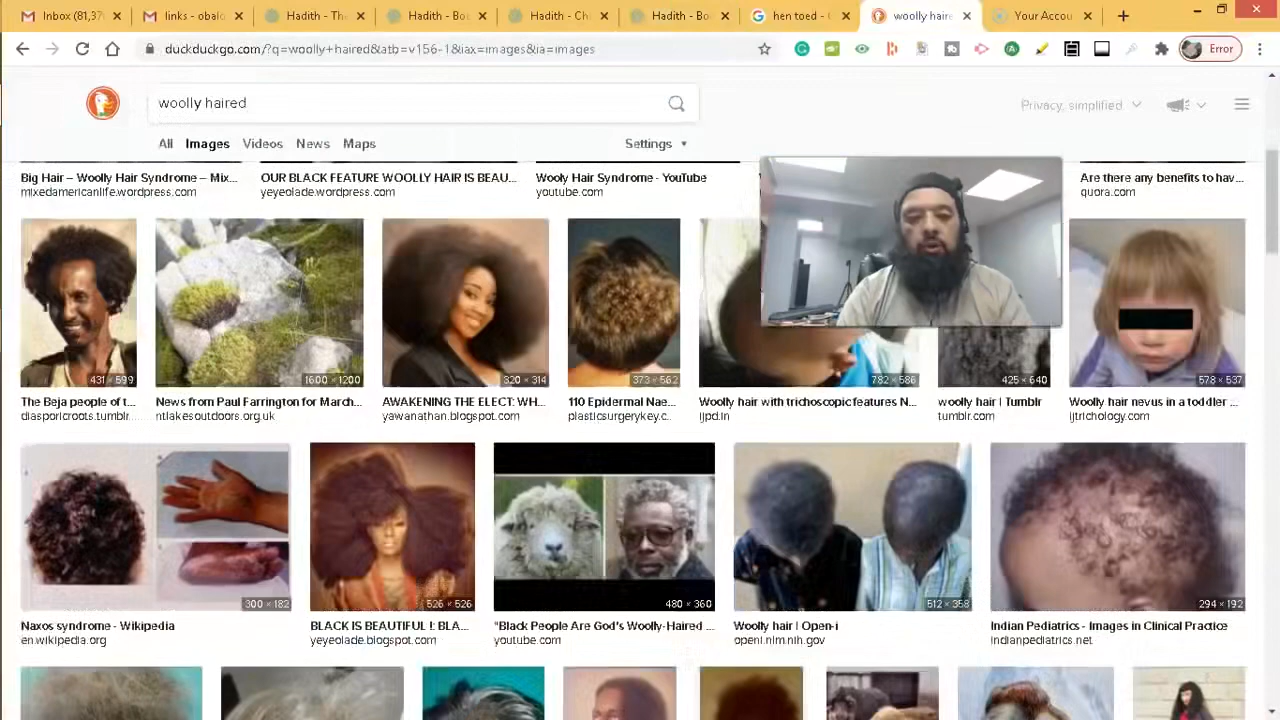 Inbox (81,37
links - obalo
Hadith - The
Hadith - Bo
Hadith - Ch
Hadith - Bo
hen toed -
woolly haire
Your Accou
duckduckgo.com/?q=woolly+haired&atb=v156-1&iax=images&ia=images
Error
woolly haired
Privacy, simplified
All Images Videos News Maps
Settings
Big Hair – Woolly Hair Syndrome – Mix...
mixedamericanlife.wordpress.com
OUR BLACK FEATURE WOOLLY HAIR IS BEAU...
yeyeolade.wordpress.com
Wooly Hair Syndrome - YouTube
youtube.com
Are there any benefits to hav...
quora.com
431 × 599
1600 × 1200
320 × 314
373 × 562
782 × 586
425 × 640
578 × 537
The Beja people of t...
diasporicroots.tumblr...
News from Paul Farrington for March...
ntlakesoutdoors.org.uk
AWAKENING THE ELECT: WH...
yawanathan.blogspot.com
110 Epidermal Nae...
plasticsurgerykey.c...
Woolly hair with trichoscopic features N...
ijpd.in
woolly hair | Tumblr
tumblr.com
Woolly hair nevus in a toddler ...
ijtrichology.com
300 × 182
526 × 526
480 × 360
512 × 358
294 × 192
Naxos syndrome - Wikipedia
en.wikipedia.org
BLACK IS BEAUTIFUL !: BLA...
yeyeolade.blogspot.com
"Black People Are God's Woolly-Haired ...
youtube.com
Woolly hair | Open-i
openi.nlm.nih.gov
Indian Pediatrics - Images in Clinical Practice
indianpediatrics.net